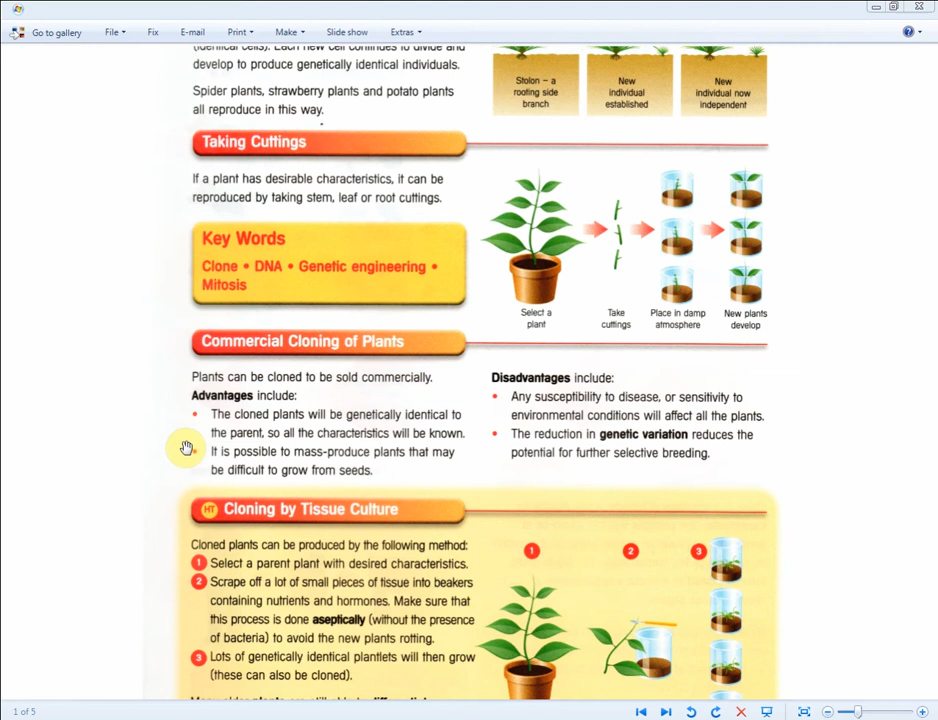 Go to gallery File Fix E-mail Print Make Slide show Extras
(identical cells). Each new cell continues to divide and
develop to produce genetically identical individuals.
Spider plants, strawberry plants and potato plants
all reproduce in this way.
Stolon – a
rooting side
branch
New
individual
established
New
individual now
independent
Taking Cuttings
If a plant has desirable characteristics, it can be
reproduced by taking stem, leaf or root cuttings.
Key Words
Clone • DNA • Genetic engineering •
Mitosis
Select a
plant
Take
cuttings
Place in damp
atmosphere
New plants
develop
Commercial Cloning of Plants
Plants can be cloned to be sold commercially.
Advantages include:
• The cloned plants will be genetically identical to
the parent, so all the characteristics will be known.
• It is possible to mass-produce plants that may
be difficult to grow from seeds.
Disadvantages include:
• Any susceptibility to disease, or sensitivity to
environmental conditions will affect all the plants.
• The reduction in genetic variation reduces the
potential for further selective breeding.
HT Cloning by Tissue Culture
Cloned plants can be produced by the following method:
1 Select a parent plant with desired characteristics.
2 Scrape off a lot of small pieces of tissue into beakers
containing nutrients and hormones. Make sure that
this process is done aseptically (without the presence
of bacteria) to avoid the new plants rotting.
3 Lots of genetically identical plantlets will then grow
(these can also be cloned).
1
2
3
1 of 5